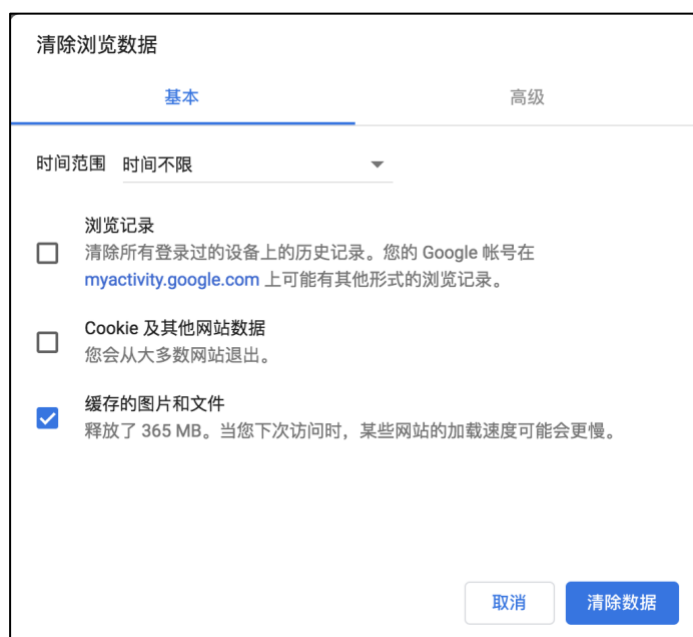 清除浏览数据
基本
高级
时间范围 时间不限
浏览记录
清除所有登录过的设备上的历史记录。您的 Google 帐号在
myactivity.google.com 上可能有其他形式的浏览记录。
Cookie 及其他网站数据
您会从大多数网站退出。
缓存的图片和文件
释放了 365 MB。当您下次访问时，某些网站的加载速度可能会更慢。
取消
清除数据